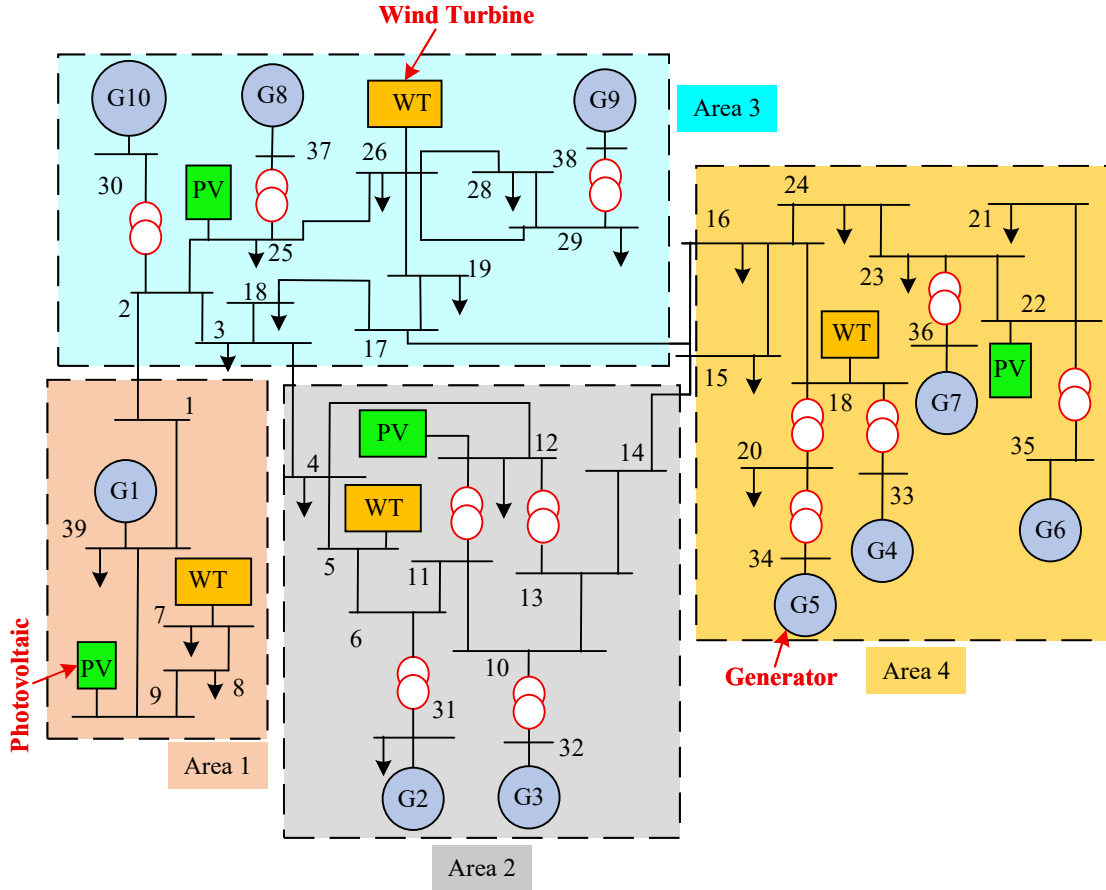 Wind Turbine
G10
G8
WT
G9
Area 3
37
26
38
30
PV
28
24
21
16
25
29
19
23
2
18
3
22
17
WT
36
15
PV
1
18
G7
PV
12
14
20
4
35
G1
33
WT
39
G6
5
11
G4
WT
13
34
7
G5
6
PV
10
Generator
Area 4
9
8
Photovoltaic
31
32
Area 1
G2
G3
Area 2